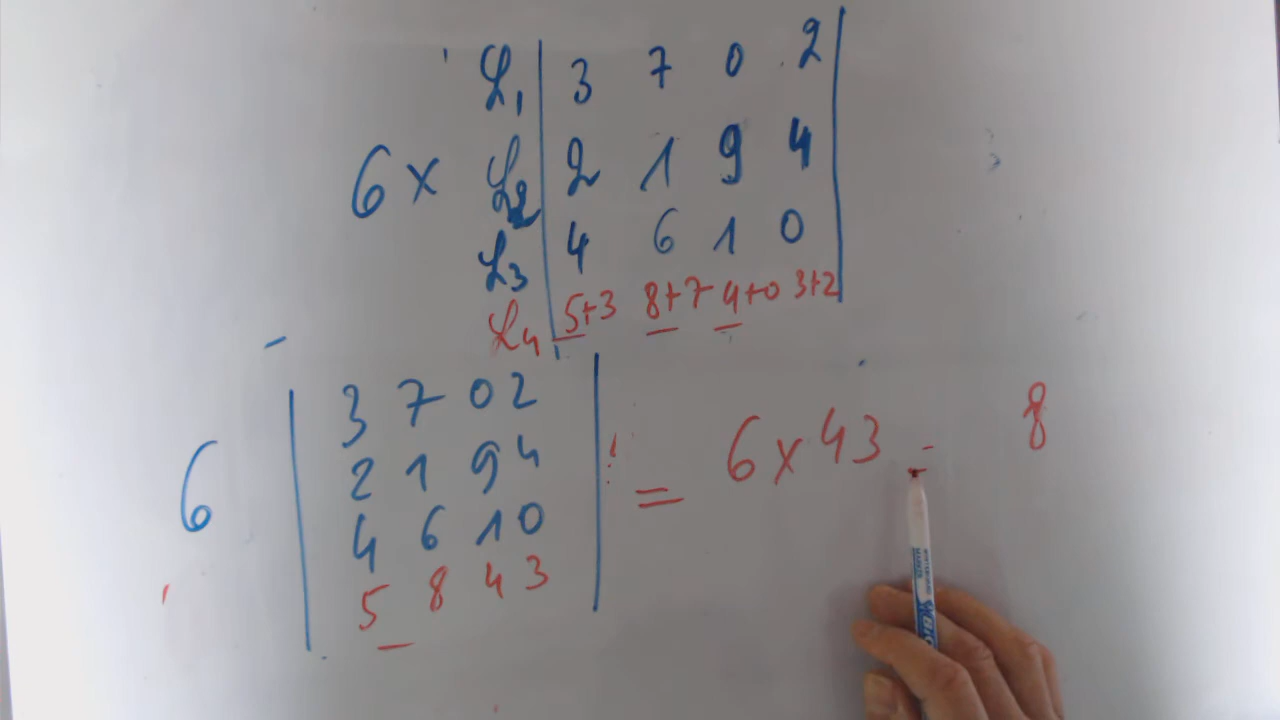 L1 3 7 0 2
6 x L2 2 1 9 4
L3 4 6 1 0
L4 5+3 8+7 4+0 3+2
3 7 0 2
6 2 1 9 4 = 6 x 43 = 8
4 6 1 0
5 8 4 3